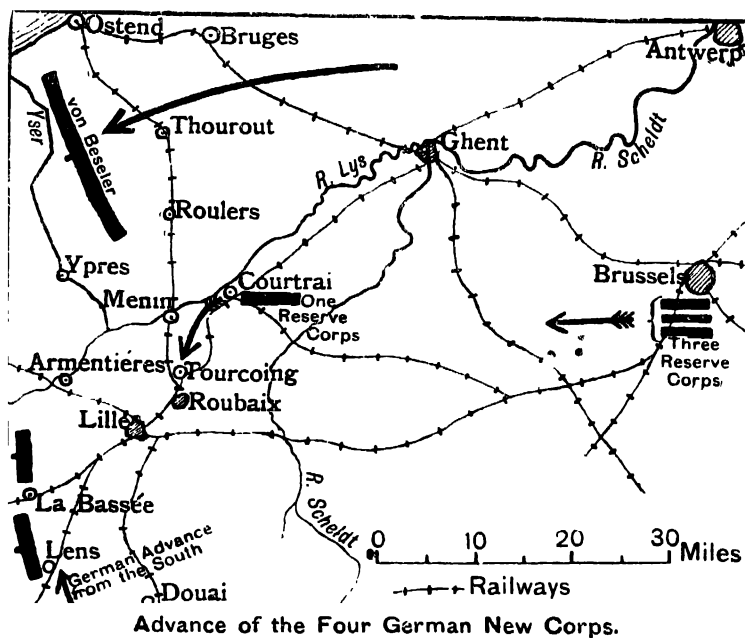 Ostend
Bruges
Antwerp
Yser
von Beseler
Thourout
Ghent
R. Scheldt
R. Lys
Roulers
Ypres
Courtrai
Brussels
Menin
One
Reserve
Corps
Three
Reserve
Corps
Armentières
Tourcoing
Roubaix
Lille
R. Scheldt
La Bassée
Lens
German Advance
from the South
Douai
0 10 20 30 Miles
Railways
Advance of the Four German New Corps.